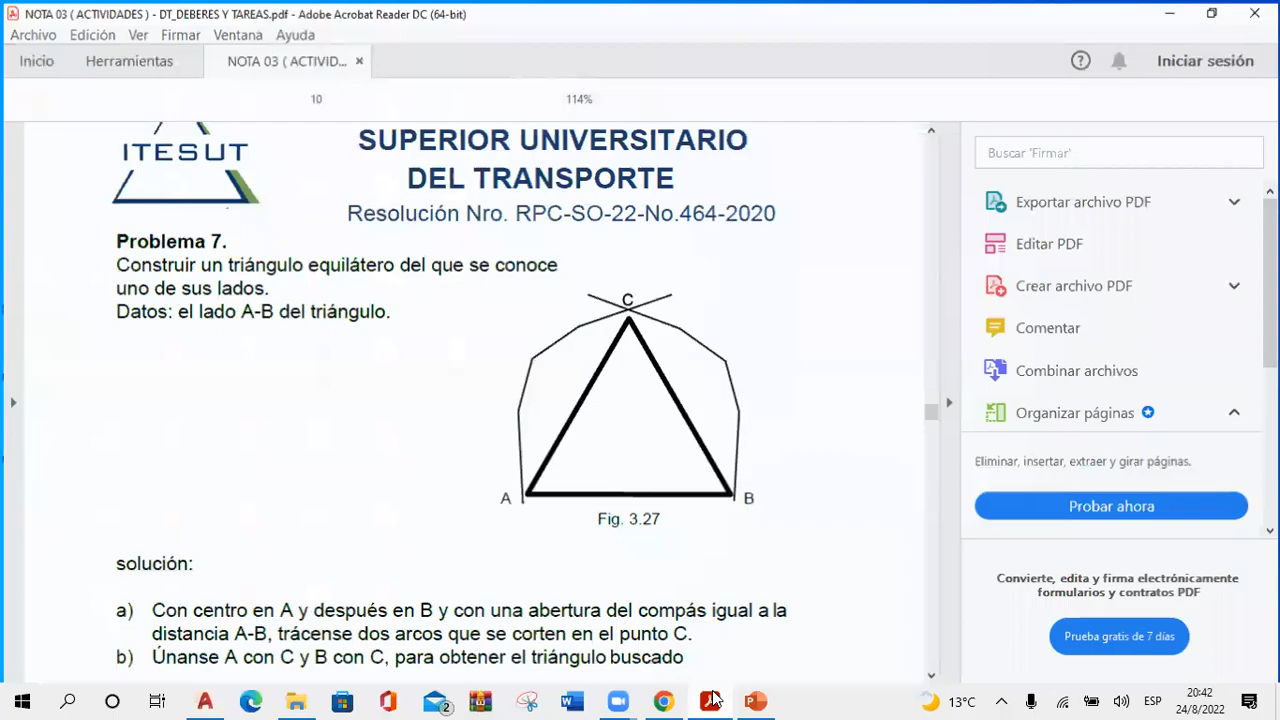 NOTA 03 ( ACTIVIDADES ) - DT_DEBERES Y TAREAS.pdf - Adobe Acrobat Reader DC (64-bit)
Archivo Edición Ver Firmar Ventana Ayuda
Inicio Herramientas NOTA 03 ( ACTIVID... × Iniciar sesión
10 114%
ITESUT
SUPERIOR UNIVERSITARIO
DEL TRANSPORTE
Resolución Nro. RPC-SO-22-No.464-2020
Problema 7.
Construir un triángulo equilátero del que se conoce
uno de sus lados.
Datos: el lado A-B del triángulo.
C
A B
Fig. 3.27
solución:
a) Con centro en A y después en B y con una abertura del compás igual a la
distancia A-B, trácense dos arcos que se corten en el punto C.
b) Únanse A con C y B con C, para obtener el triángulo buscado
Buscar 'Firmar'
Exportar archivo PDF
Editar PDF
Crear archivo PDF
Comentar
Combinar archivos
Organizar páginas
Eliminar, insertar, extraer y girar páginas.
Probar ahora
Convierte, edita y firma electrónicamente
formularios y contratos PDF
Prueba gratis de 7 días
2
13°C
ESP
20:42
24/8/2022